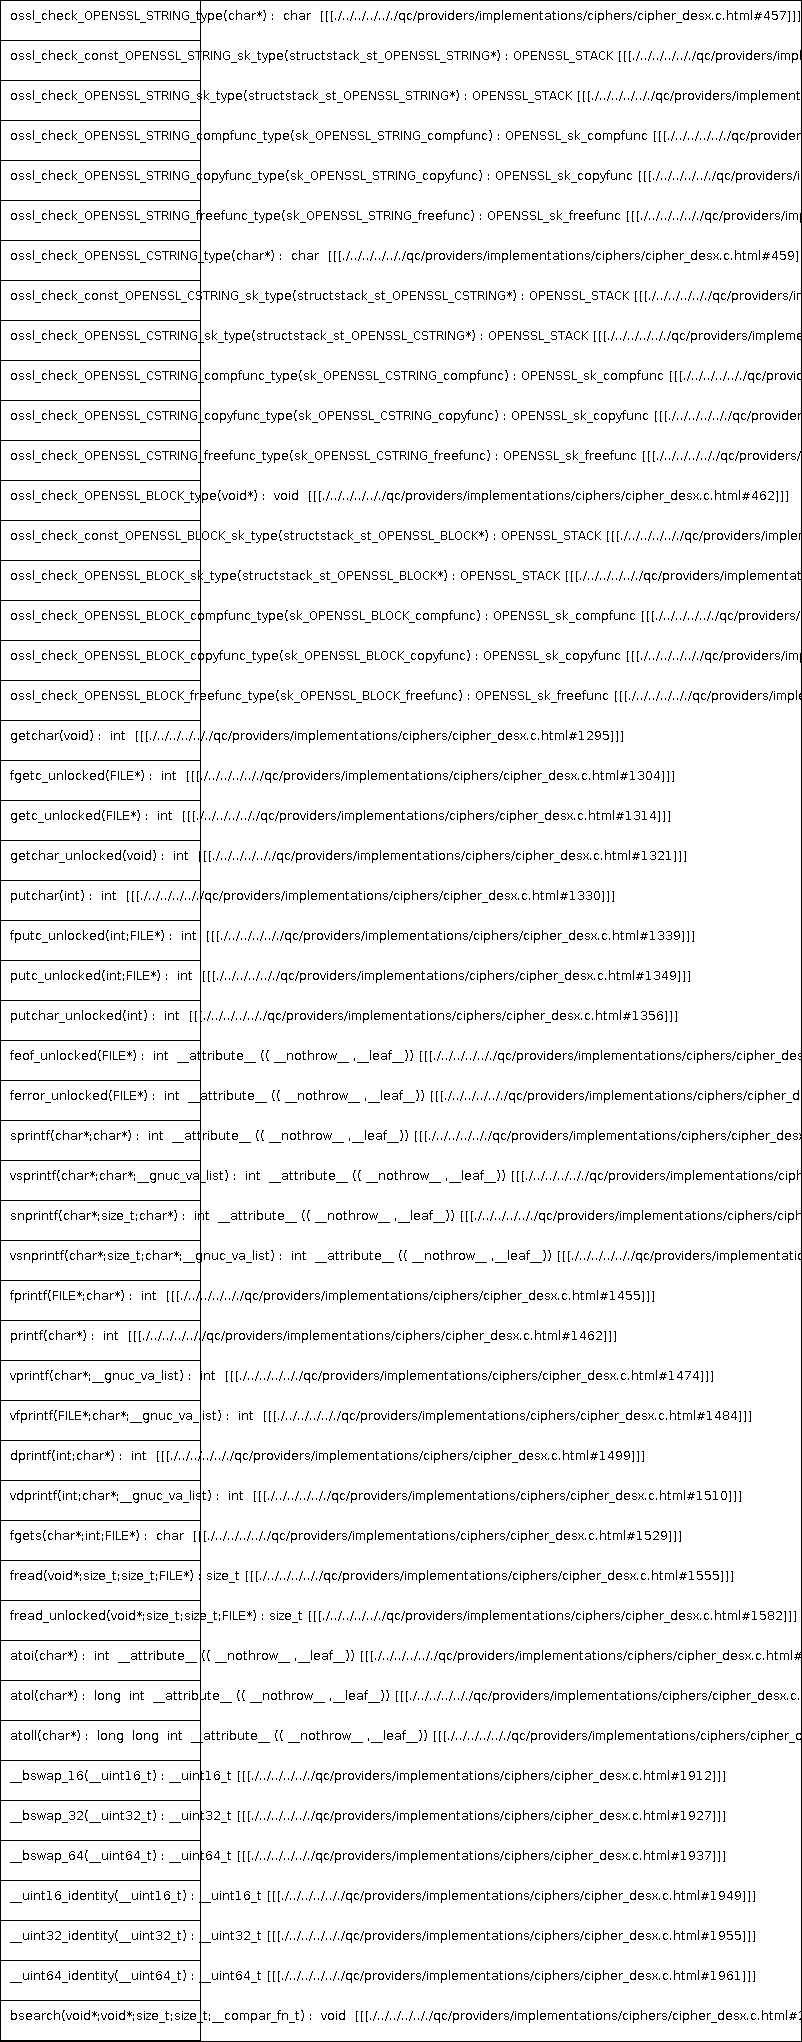 ossl_check_OPENSSL_STRING_type(char*) : char [[[./../../../../qc/providers/implementations/ciphers/cipher_desx.c.html#457]]]
ossl_check_const_OPENSSL_STRING_sk_type(structstack_st_OPENSSL_STRING*) : OPENSSL_STACK [[[./../../../../qc/providers/impl
ossl_check_OPENSSL_STRING_sk_type(structstack_st_OPENSSL_STRING*) : OPENSSL_STACK [[[./../../../../qc/providers/implement
ossl_check_OPENSSL_STRING_compfunc_type(sk_OPENSSL_STRING_compfunc) : OPENSSL_sk_compfunc [[[./../../../../qc/provider
ossl_check_OPENSSL_STRING_copyfunc_type(sk_OPENSSL_STRING_copyfunc) : OPENSSL_sk_copyfunc [[[./../../../../qc/providers/i
ossl_check_OPENSSL_STRING_freefunc_type(sk_OPENSSL_STRING_freefunc) : OPENSSL_sk_freefunc [[[./../../../../qc/providers/im
ossl_check_OPENSSL_CSTRING_type(char*) : char [[[./../../../../qc/providers/implementations/ciphers/cipher_desx.c.html#459]
ossl_check_const_OPENSSL_CSTRING_sk_type(structstack_st_OPENSSL_CSTRING*) : OPENSSL_STACK [[[./../../../../qc/providers/i
ossl_check_OPENSSL_CSTRING_sk_type(structstack_st_OPENSSL_CSTRING*) : OPENSSL_STACK [[[./../../../../qc/providers/impleme
ossl_check_OPENSSL_CSTRING_compfunc_type(sk_OPENSSL_CSTRING_compfunc) : OPENSSL_sk_compfunc [[[./../../../../qc/provid
ossl_check_OPENSSL_CSTRING_copyfunc_type(sk_OPENSSL_CSTRING_copyfunc) : OPENSSL_sk_copyfunc [[[./../../../../qc/provider
ossl_check_OPENSSL_CSTRING_freefunc_type(sk_OPENSSL_CSTRING_freefunc) : OPENSSL_sk_freefunc [[[./../../../../qc/providers/
ossl_check_OPENSSL_BLOCK_type(void*) : void [[[./../../../../qc/providers/implementations/ciphers/cipher_desx.c.html#462]]]
ossl_check_const_OPENSSL_BLOCK_sk_type(structstack_st_OPENSSL_BLOCK*) : OPENSSL_STACK [[[./../../../../qc/providers/implem
ossl_check_OPENSSL_BLOCK_sk_type(structstack_st_OPENSSL_BLOCK*) : OPENSSL_STACK [[[./../../../../qc/providers/implementat
ossl_check_OPENSSL_BLOCK_compfunc_type(sk_OPENSSL_BLOCK_compfunc) : OPENSSL_sk_compfunc [[[./../../../../qc/providers/
ossl_check_OPENSSL_BLOCK_copyfunc_type(sk_OPENSSL_BLOCK_copyfunc) : OPENSSL_sk_copyfunc [[[./../../../../qc/providers/im
ossl_check_OPENSSL_BLOCK_freefunc_type(sk_OPENSSL_BLOCK_freefunc) : OPENSSL_sk_freefunc [[[./../../../../qc/providers/imple
getchar(void) : int [[[./../../../../qc/providers/implementations/ciphers/cipher_desx.c.html#1295]]]
fgetc_unlocked(FILE*) : int [[[./../../../../qc/providers/implementations/ciphers/cipher_desx.c.html#1304]]]
getc_unlocked(FILE*) : int [[[./../../../../qc/providers/implementations/ciphers/cipher_desx.c.html#1314]]]
getchar_unlocked(void) : int [[[./../../../../qc/providers/implementations/ciphers/cipher_desx.c.html#1321]]]
putchar(int) : int [[[./../../../../qc/providers/implementations/ciphers/cipher_desx.c.html#1330]]]
fputc_unlocked(int;FILE*) : int [[[./../../../../qc/providers/implementations/ciphers/cipher_desx.c.html#1339]]]
putc_unlocked(int;FILE*) : int [[[./../../../../qc/providers/implementations/ciphers/cipher_desx.c.html#1349]]]
putchar_unlocked(int) : int [[[./../../../../qc/providers/implementations/ciphers/cipher_desx.c.html#1356]]]
feof_unlocked(FILE*) : int __attribute__ (( __nothrow__ ,__leaf__)) [[[./../../../../qc/providers/implementations/ciphers/cipher_des
ferror_unlocked(FILE*) : int __attribute__ (( __nothrow__ ,__leaf__)) [[[./../../../../qc/providers/implementations/ciphers/cipher_d
sprintf(char*;char*) : int __attribute__ (( __nothrow__ ,__leaf__)) [[[./../../../../qc/providers/implementations/ciphers/cipher_desx
vsprintf(char*;char*;__gnuc_va_list) : int __attribute__ (( __nothrow__ ,__leaf__)) [[[./../../../../qc/providers/implementations/ciph
snprintf(char*;size_t;char*) : int __attribute__ (( __nothrow__ ,__leaf__)) [[[./../../../../qc/providers/implementations/ciphers/ciph
vsnprintf(char*;size_t;char*;__gnuc_va_list) : int __attribute__ (( __nothrow__ ,__leaf__)) [[[./../../../../qc/providers/implementatio
fprintf(FILE*;char*) : int [[[./../../../../qc/providers/implementations/ciphers/cipher_desx.c.html#1455]]]
printf(char*) : int [[[./../../../../qc/providers/implementations/ciphers/cipher_desx.c.html#1462]]]
vprintf(char*;__gnuc_va_list) : int [[[./../../../../qc/providers/implementations/ciphers/cipher_desx.c.html#1474]]]
vfprintf(FILE*;char*;__gnuc_va_list) : int [[[./../../../../qc/providers/implementations/ciphers/cipher_desx.c.html#1484]]]
dprintf(int;char*) : int [[[./../../../../qc/providers/implementations/ciphers/cipher_desx.c.html#1499]]]
vdprintf(int;char*;__gnuc_va_list) : int [[[./../../../../qc/providers/implementations/ciphers/cipher_desx.c.html#1510]]]
fgets(char*;int;FILE*) : char [[[./../../../../qc/providers/implementations/ciphers/cipher_desx.c.html#1529]]]
fread(void*;size_t;size_t;FILE*) : size_t [[[./../../../../qc/providers/implementations/ciphers/cipher_desx.c.html#1555]]]
fread_unlocked(void*;size_t;size_t;FILE*) : size_t [[[./../../../../qc/providers/implementations/ciphers/cipher_desx.c.html#1582]]]
atoi(char*) : int __attribute__ (( __nothrow__ ,__leaf__)) [[[./../../../../qc/providers/implementations/ciphers/cipher_desx.c.html#
atol(char*) : long int __attribute__ (( __nothrow__ ,__leaf__)) [[[./../../../../qc/providers/implementations/ciphers/cipher_desx.c.
atoll(char*) : long long int __attribute__ (( __nothrow__ ,__leaf__)) [[[./../../../../qc/providers/implementations/ciphers/cipher_d
__bswap_16(__uint16_t) : __uint16_t [[[./../../../../qc/providers/implementations/ciphers/cipher_desx.c.html#1912]]]
__bswap_32(__uint32_t) : __uint32_t [[[./../../../../qc/providers/implementations/ciphers/cipher_desx.c.html#1927]]]
__bswap_64(__uint64_t) : __uint64_t [[[./../../../../qc/providers/implementations/ciphers/cipher_desx.c.html#1937]]]
__uint16_identity(__uint16_t) : __uint16_t [[[./../../../../qc/providers/implementations/ciphers/cipher_desx.c.html#1949]]]
__uint32_identity(__uint32_t) : __uint32_t [[[./../../../../qc/providers/implementations/ciphers/cipher_desx.c.html#1955]]]
__uint64_identity(__uint64_t) : __uint64_t [[[./../../../../qc/providers/implementations/ciphers/cipher_desx.c.html#1961]]]
bsearch(void*;void*;size_t;size_t;__compar_fn_t) : void [[[./../../../../qc/providers/implementations/ciphers/cipher_desx.c.html#1